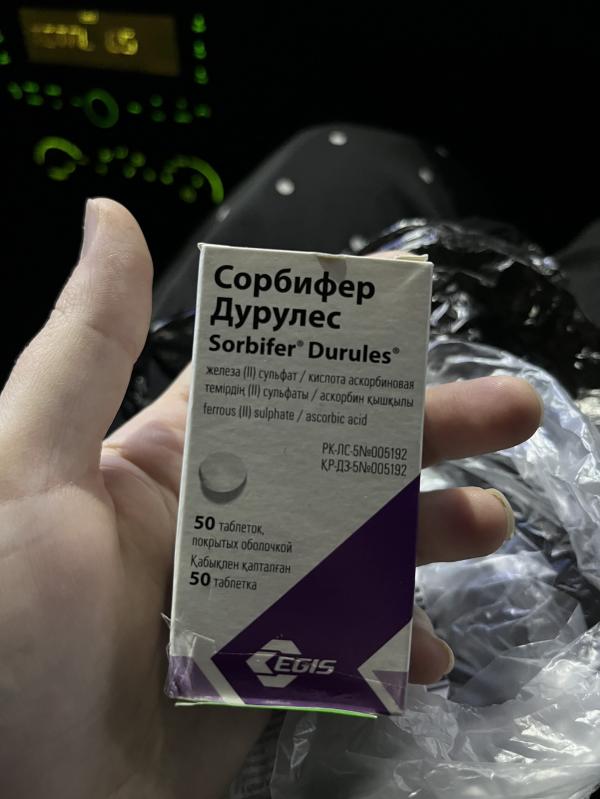 Сорбифер
Дурулес
Sorbifer® Durules®
железа (II) сульфат / кислота аскорбиновая
темірдің (II) сульфаты / аскорбин қышқылы
ferrous (II) sulphate / ascorbic acid
РК-ЛС-5№005192
ҚР-ДЗ-5№005192
50 таблеток,
покрытых оболочкой
Қабықпен қапталған
50 таблетка
EGIS